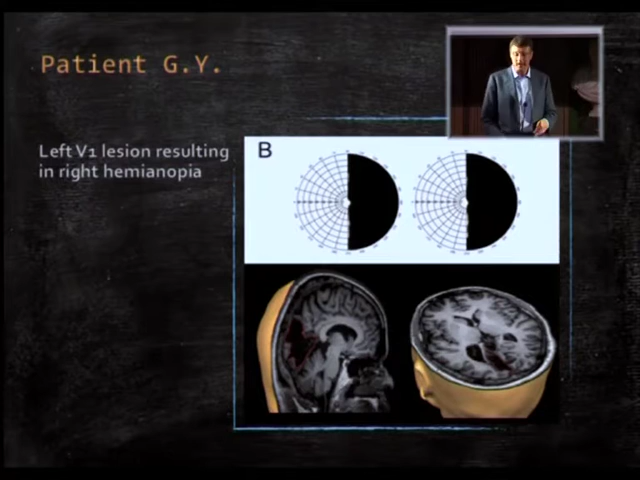 Patient G.Y.
Left V1 lesion resulting
in right hemianopia
B